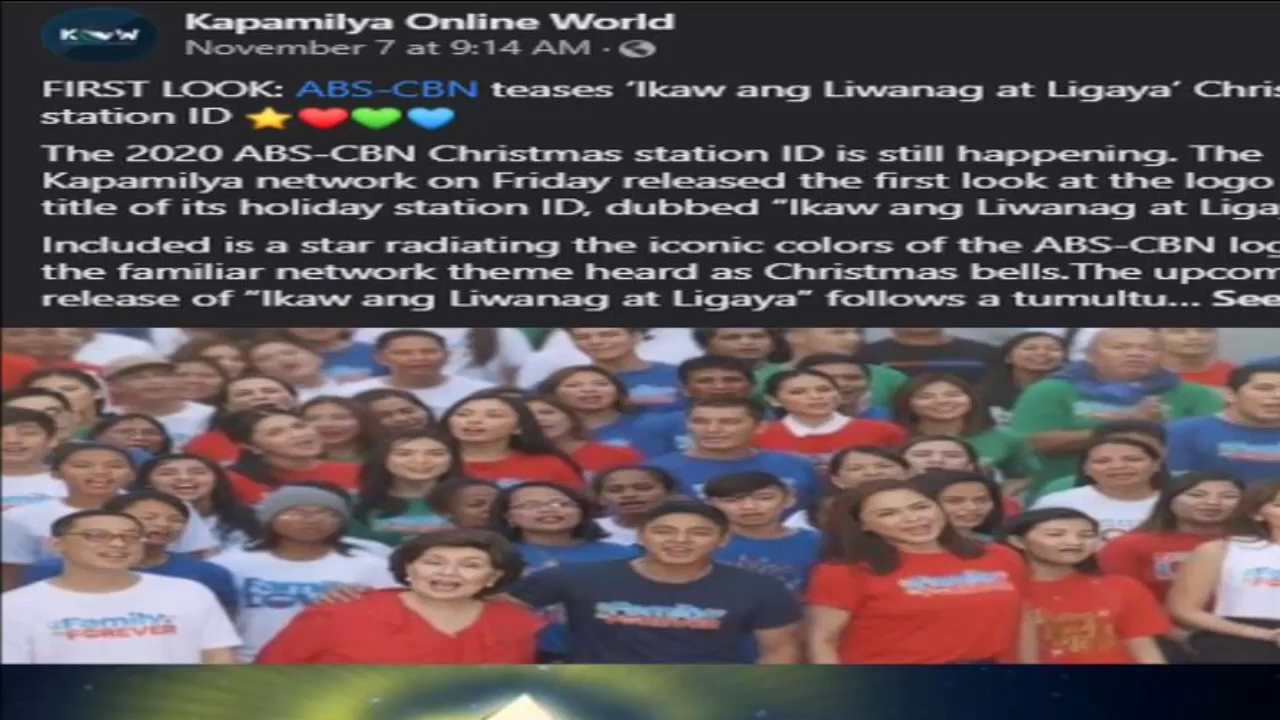 KOW
Kapamilya Online World
November 7 at 9:14 AM ·
FIRST LOOK: ABS-CBN teases ‘Ikaw ang Liwanag at Ligaya’ Chris
station ID
The 2020 ABS-CBN Christmas station ID is still happening. The
Kapamilya network on Friday released the first look at the logo
title of its holiday station ID, dubbed “Ikaw ang Liwanag at Liga
Included is a star radiating the iconic colors of the ABS-CBN log
the familiar network theme heard as Christmas bells.The upcom
release of “Ikaw ang Liwanag at Ligaya” follows a tumultu... See
#Family
FOREVER
#Family
FOREVER
#Family